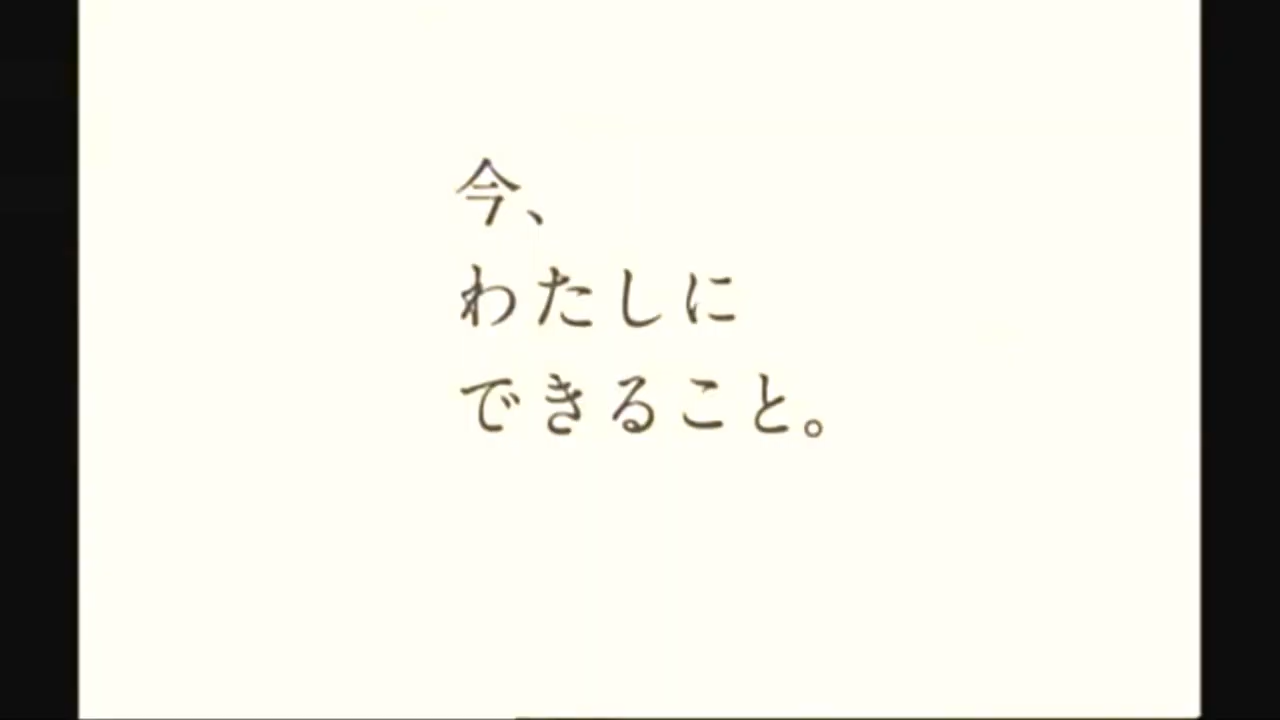 今、
わたしに
できること。